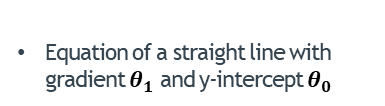 • Equation of a straight line with
gradient θ₁ and y-intercept θ₀